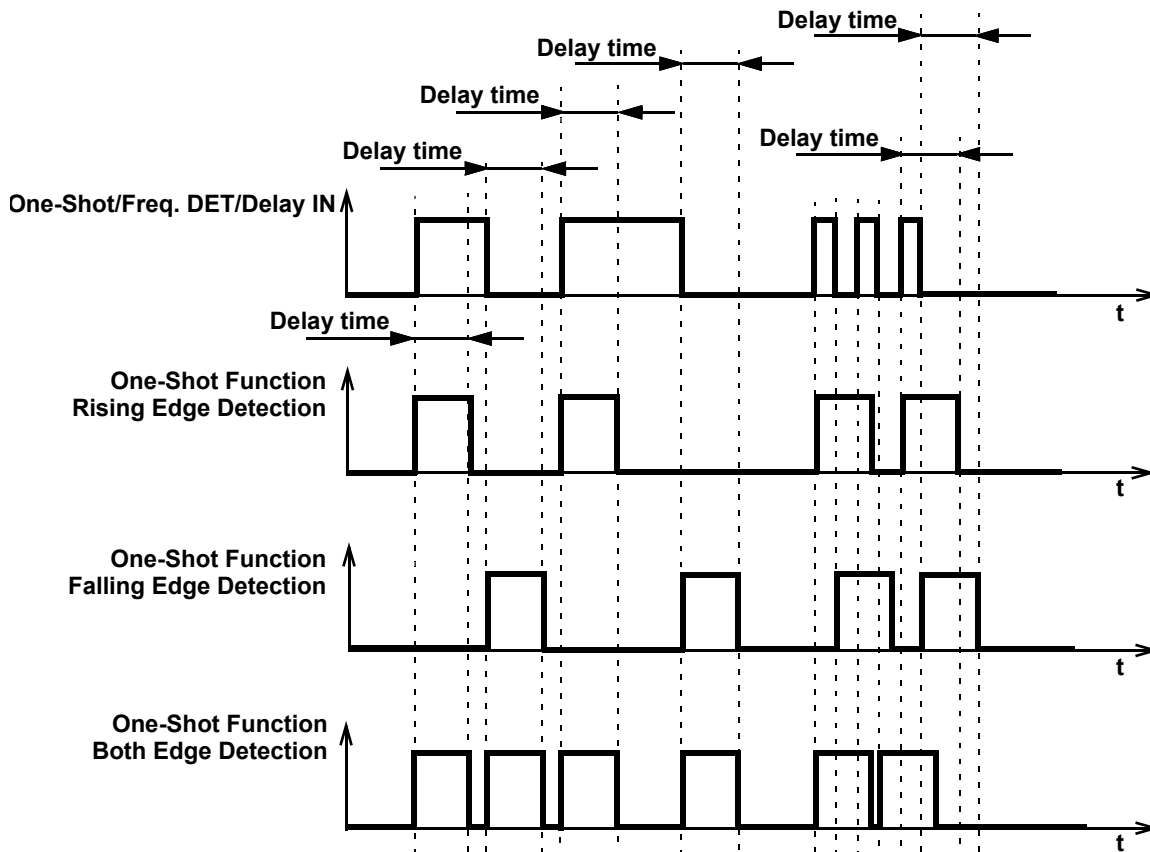 Delay time
Delay time
Delay time
Delay time
Delay time
One-Shot/Freq. DET/Delay IN
t
Delay time
One-Shot Function
Rising Edge Detection
t
One-Shot Function
Falling Edge Detection
t
One-Shot Function
Both Edge Detection
t